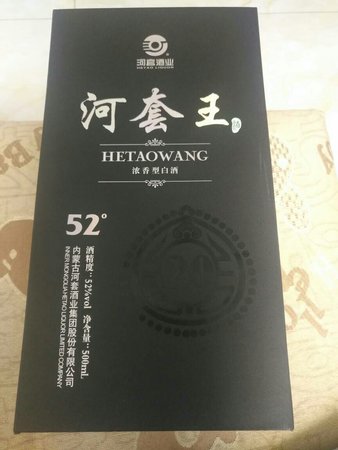 河套酒业
HETAO LIQUOR
河套王
HETAOWANG
浓香型白酒
52°
酒精度：52%vol 净含量：500mL
内蒙古河套酒业集团股份有限公司
INNER MONGOLIA HETAO LIQUOR LIMITED COMPANY